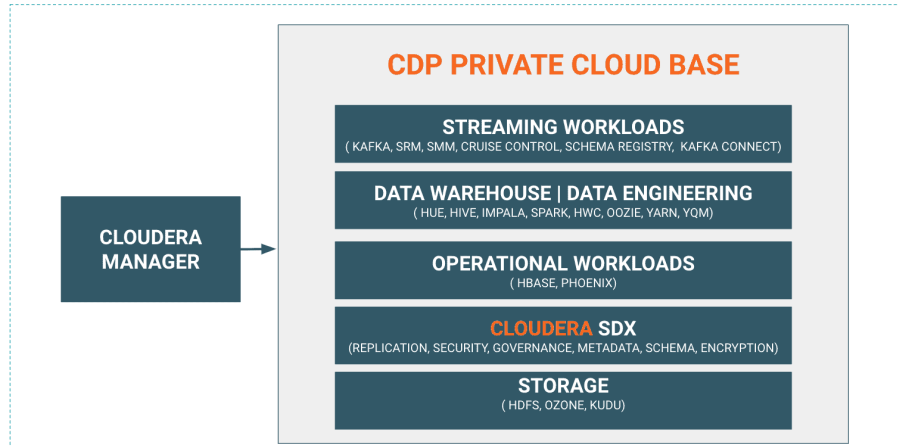 CDP PRIVATE CLOUD BASE
STREAMING WORKLOADS
( KAFKA, SRM, SMM, CRUISE CONTROL, SCHEMA REGISTRY,  KAFKA CONNECT)
DATA WAREHOUSE | DATA ENGINEERING
( HUE, HIVE, IMPALA, SPARK, HWC, OOZIE, YARN, YQM)
CLOUDERA
MANAGER
OPERATIONAL WORKLOADS
( HBASE, PHOENIX)
CLOUDERA SDX
(REPLICATION, SECURITY, GOVERNANCE, METADATA, SCHEMA, ENCRYPTION)
STORAGE
( HDFS, OZONE, KUDU)